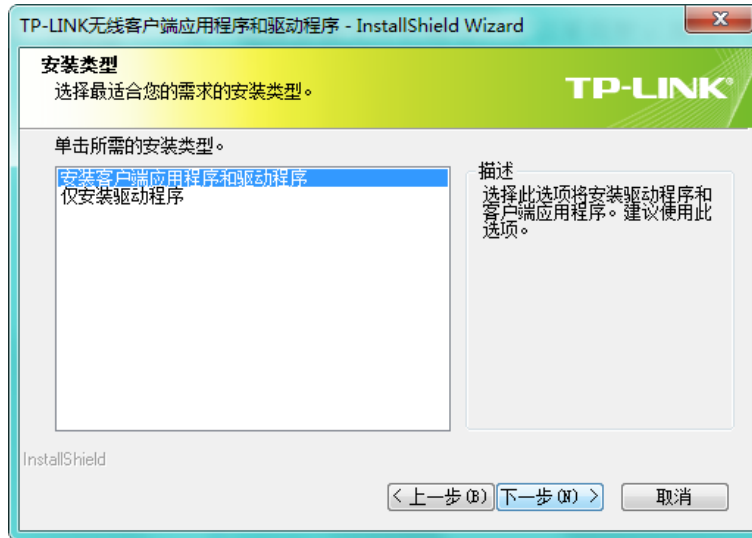 TP-LINK无线客户端应用程序和驱动程序 - InstallShield Wizard
安装类型
选择最适合您的需求的安装类型。
TP-LINK®
单击所需的安装类型。
安装客户端应用程序和驱动程序
仅安装驱动程序
描述
选择此选项将安装驱动程序和
客户端应用程序。建议使用此
选项。
InstallShield
< 上一步(B)
下一步(N) >
取消